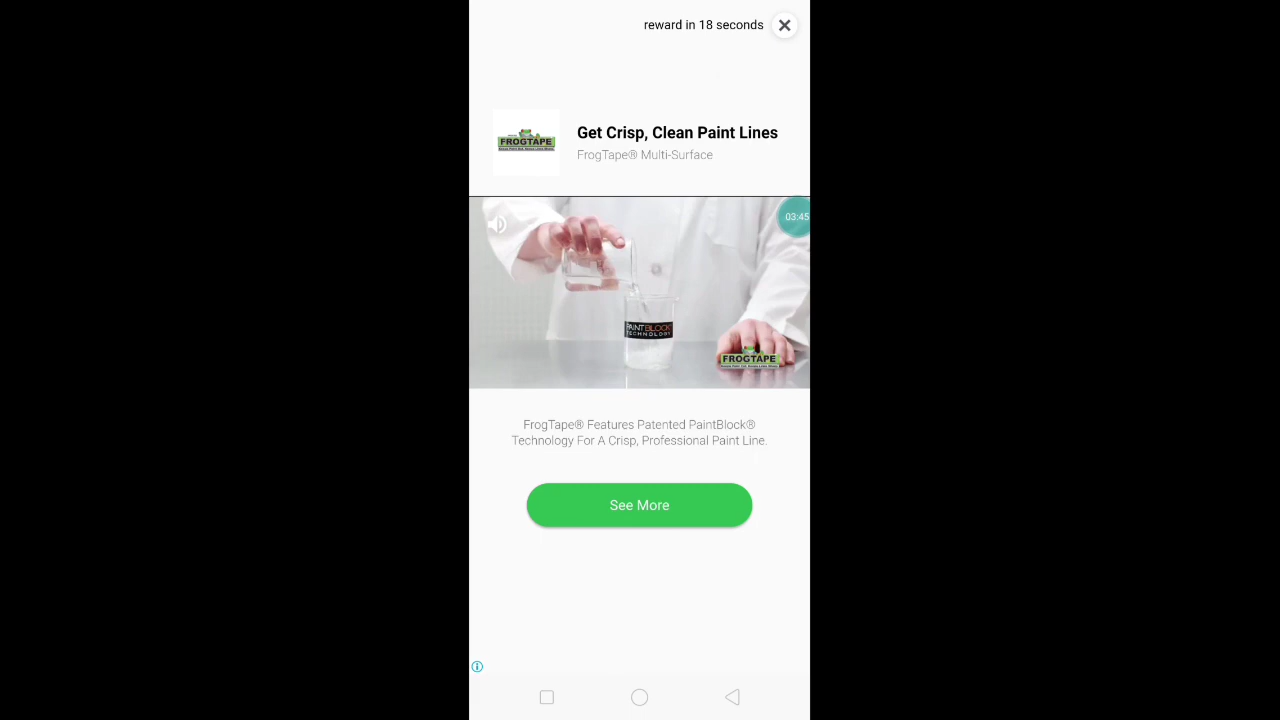 reward in 18 seconds
FROGTAPE
Get Crisp, Clean Paint Lines
FrogTape® Multi-Surface
03:45
PAINTBLOCK
TECHNOLOGY
FROGTAPE
FrogTape® Features Patented PaintBlock®
Technology For A Crisp, Professional Paint Line.
See More